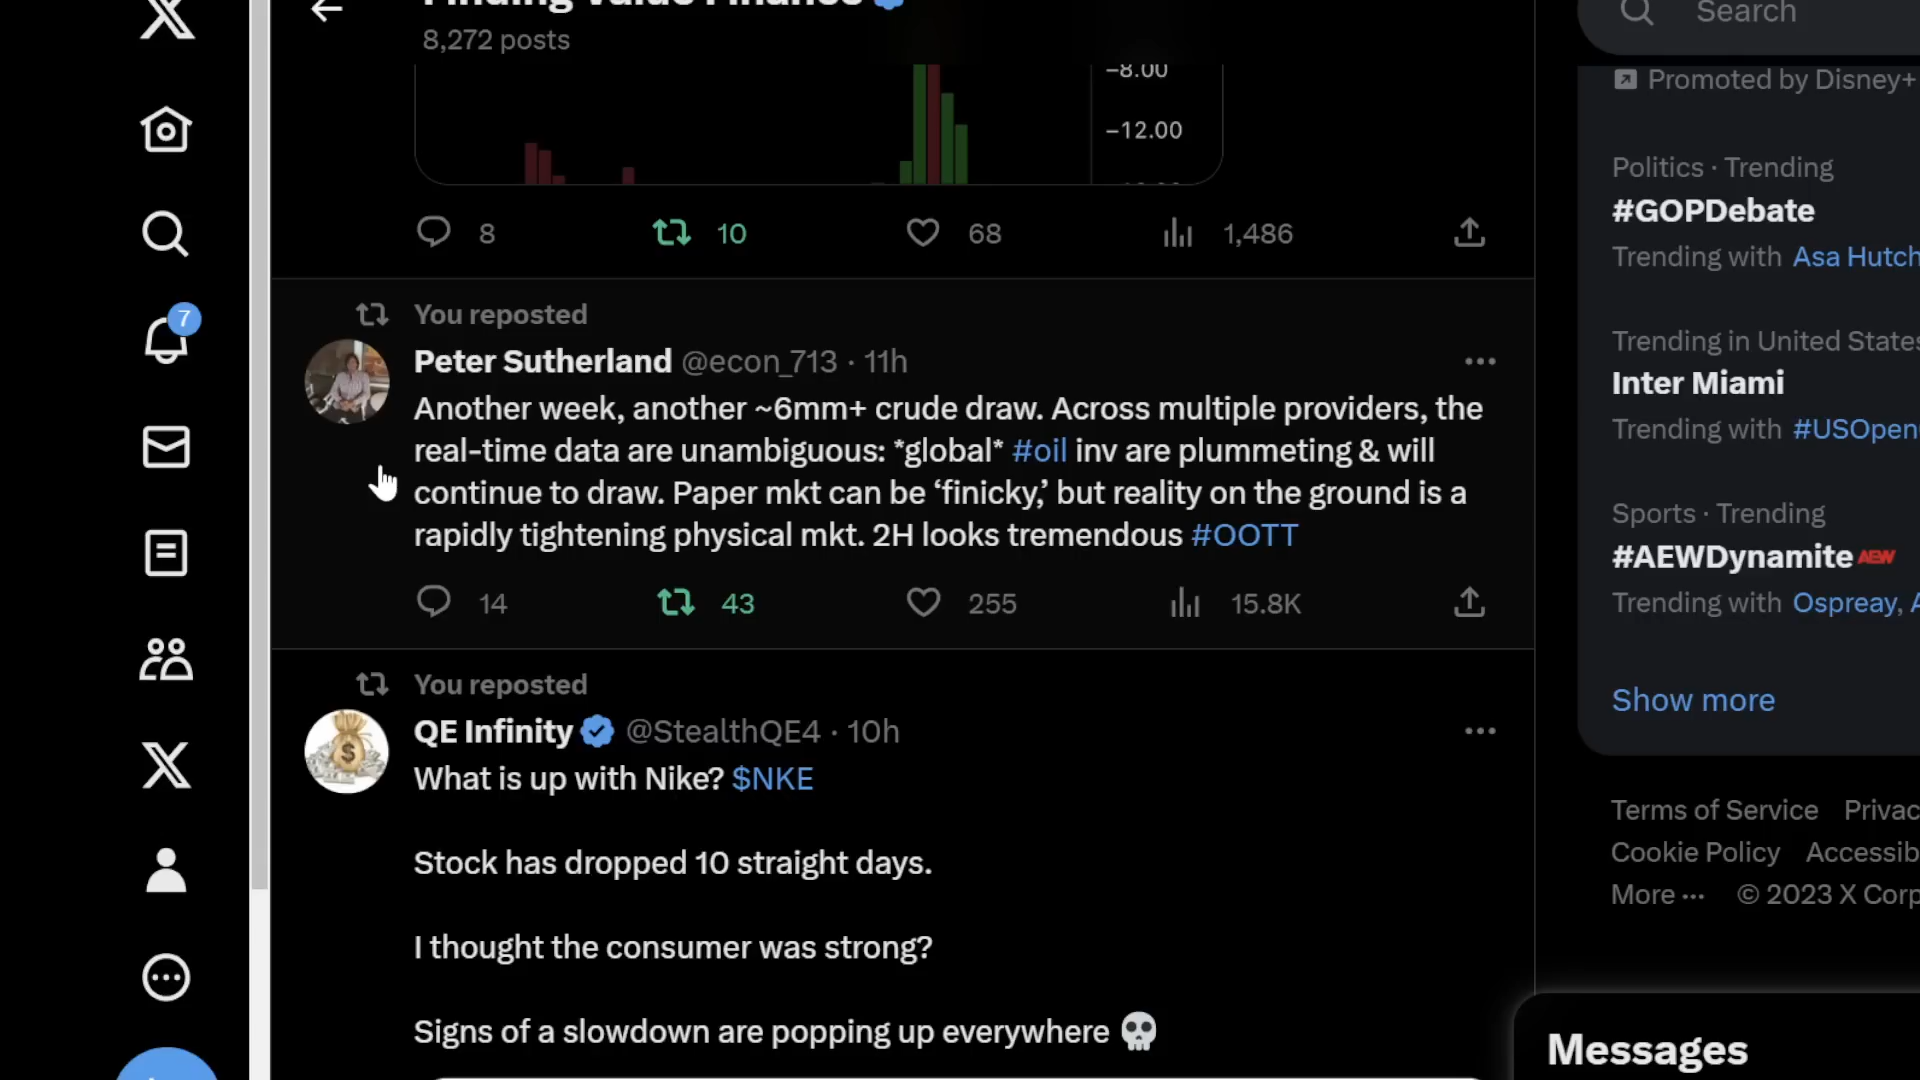 Finding Value Finance
8,272 posts
Search
-8.00
-12.00
8 10 68 1,486
7
Promoted by Disney+
Politics · Trending
#GOPDebate
Trending with Asa Hutch
Trending in United States
Inter Miami
Trending with #USOpen
Sports · Trending
#AEWDynamite AEW
Trending with Ospreay, A
Show more
Terms of Service Privac
Cookie Policy Accessib
More ··· © 2023 X Corp
You reposted
Peter Sutherland @econ_713 · 11h
Another week, another ~6mm+ crude draw. Across multiple providers, the
real-time data are unambiguous: *global* #oil inv are plummeting & will
continue to draw. Paper mkt can be ‘finicky,’ but reality on the ground is a
rapidly tightening physical mkt. 2H looks tremendous #OOTT
14 43 255 15.8K
You reposted
QE Infinity @StealthQE4 · 10h
What is up with Nike? $NKE
Stock has dropped 10 straight days.
I thought the consumer was strong?
Signs of a slowdown are popping up everywhere 💀
Messages